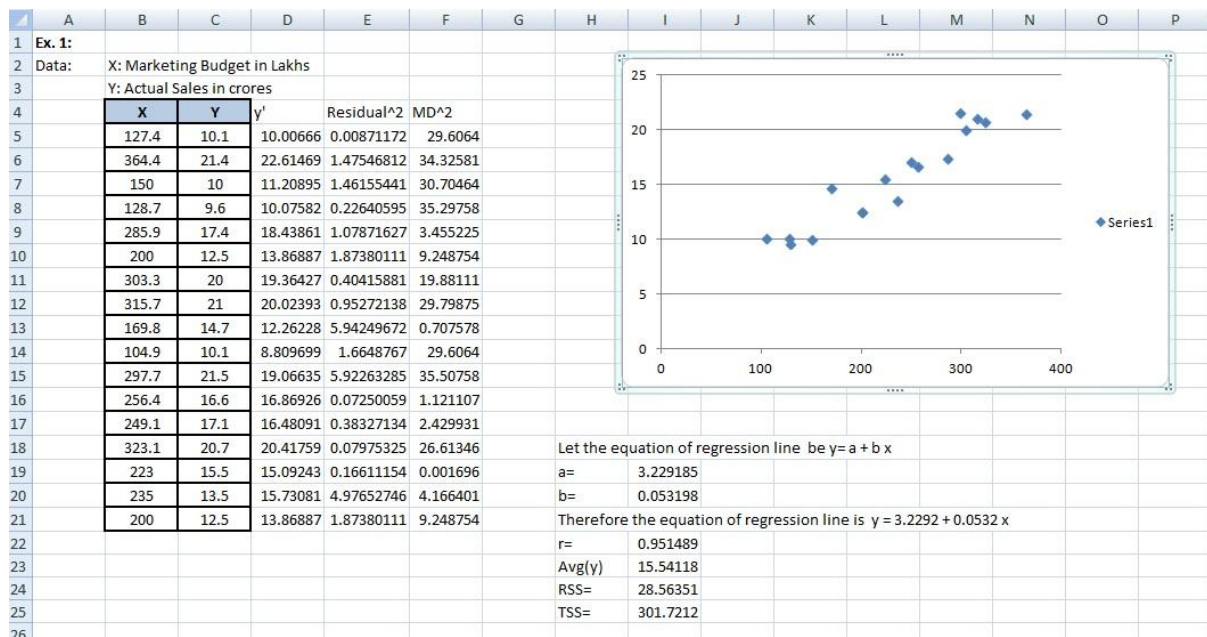 A B C D E F G H I J K L M N O P
1 Ex. 1:
2 Data: X: Marketing Budget in Lakhs
3 Y: Actual Sales in crores
4 X Y y' Residual^2 MD^2
5 127.4 10.1 10.00666 0.00871172 29.6064
6 364.4 21.4 22.61469 1.47546812 34.32581
7 150 10 11.20895 1.46155441 30.70464
8 128.7 9.6 10.07582 0.22640595 35.29758
9 285.9 17.4 18.43861 1.07871627 3.455225
10 200 12.5 13.86887 1.87380111 9.248754
11 303.3 20 19.36427 0.40415881 19.88111
12 315.7 21 20.02393 0.95272138 29.79875
13 169.8 14.7 12.26228 5.94249672 0.707578
14 104.9 10.1 8.809699 1.6648767 29.6064
15 297.7 21.5 19.06635 5.92263285 35.50758
16 256.4 16.6 16.86926 0.07250059 1.121107
17 249.1 17.1 16.48091 0.38327134 2.429931
18 323.1 20.7 20.41759 0.07975325 26.61346
19 223 15.5 15.09243 0.16611154 0.001696
20 235 13.5 15.73081 4.97652746 4.166401
21 200 12.5 13.86887 1.87380111 9.248754
22
23
24
25
26
25
20
15
10
5
0
0 100 200 300 400
Series1
Let the equation of regression line be y= a + b x
a= 3.229185
b= 0.053198
Therefore the equation of regression line is y = 3.2292 + 0.0532 x
r= 0.951489
Avg(y) 15.54118
RSS= 28.56351
TSS= 301.7212